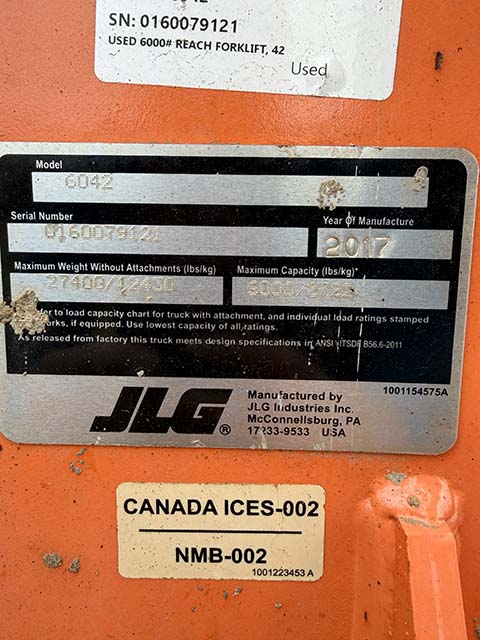 SN: 0160079121
USED 6000# REACH FORKLIFT, 42
Used
Model
6042
Serial Number
0160079121
Year Of Manufacture
2017
Maximum Weight Without Attachments (lbs/kg)
27400/12430
Maximum Capacity (lbs/kg)*
6000/2722
to load capacity chart for truck with attachment, and individual load ratings stamped
if equipped. Use lowest capacity of all ratings.
As released from factory this truck meets design specifications in ANSI / ITSDF B56.6-2011
JLG®
Manufactured by
JLG Industries Inc.
McConnellsburg, PA
17233-9533 USA
1001154575A
CANADA ICES-002
NMB-002
1001223453 A